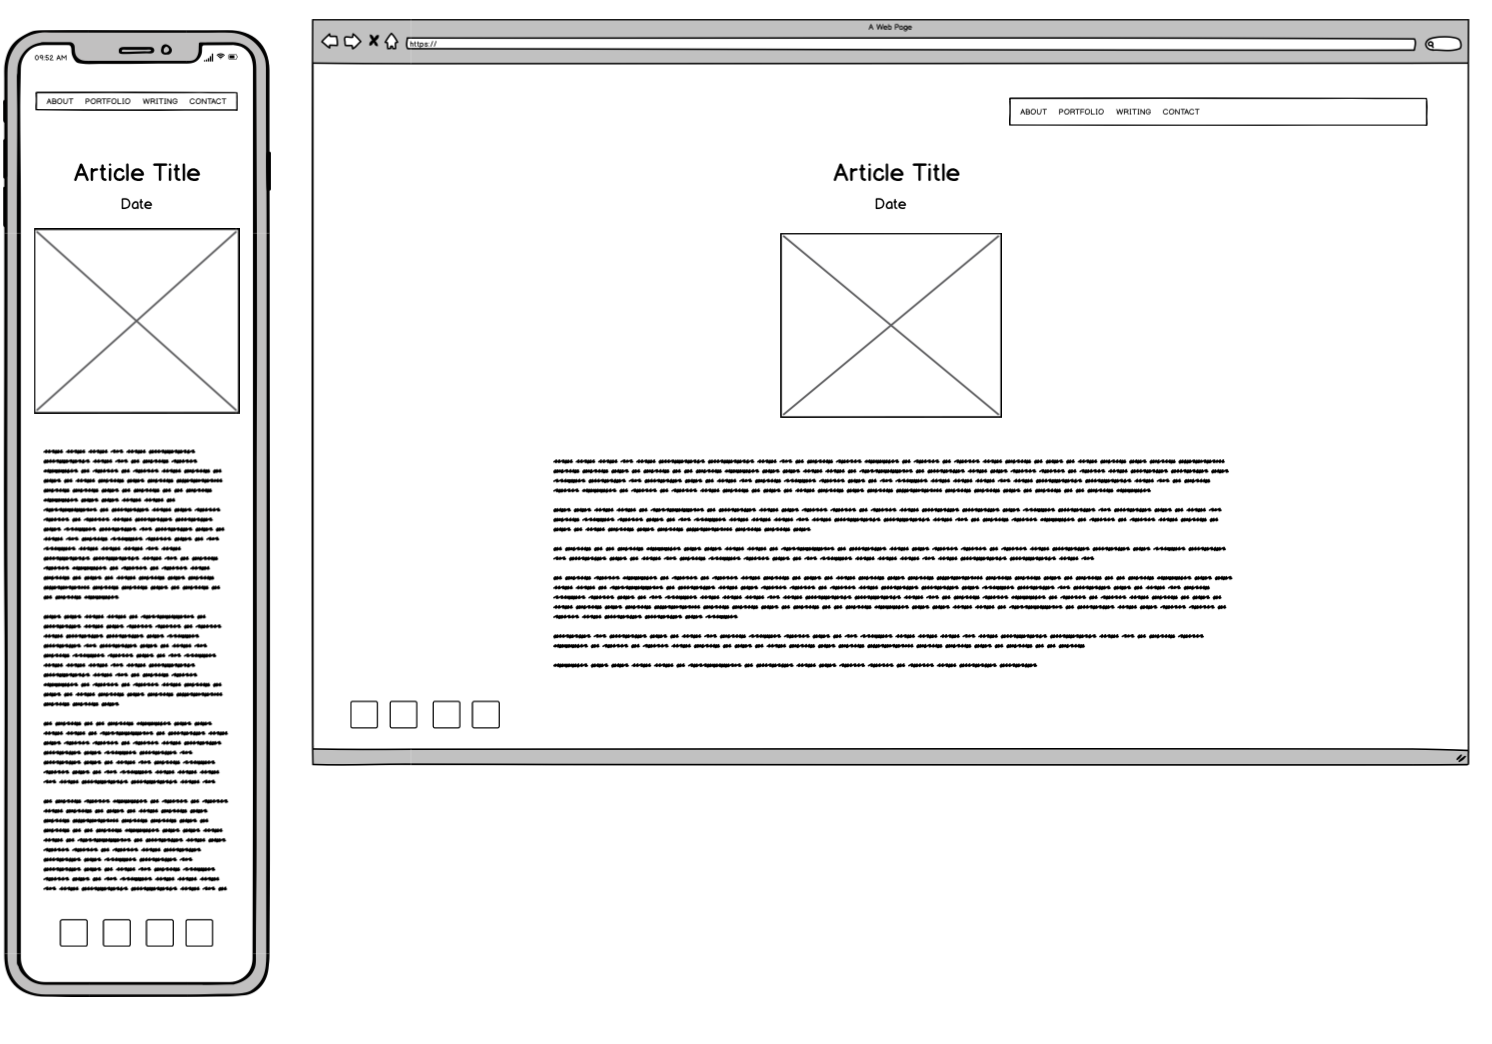 09:52 AM
ABOUT PORTFOLIO WRITING CONTACT
Article Title
Date
A Web Page
https://
ABOUT PORTFOLIO WRITING CONTACT
Article Title
Date